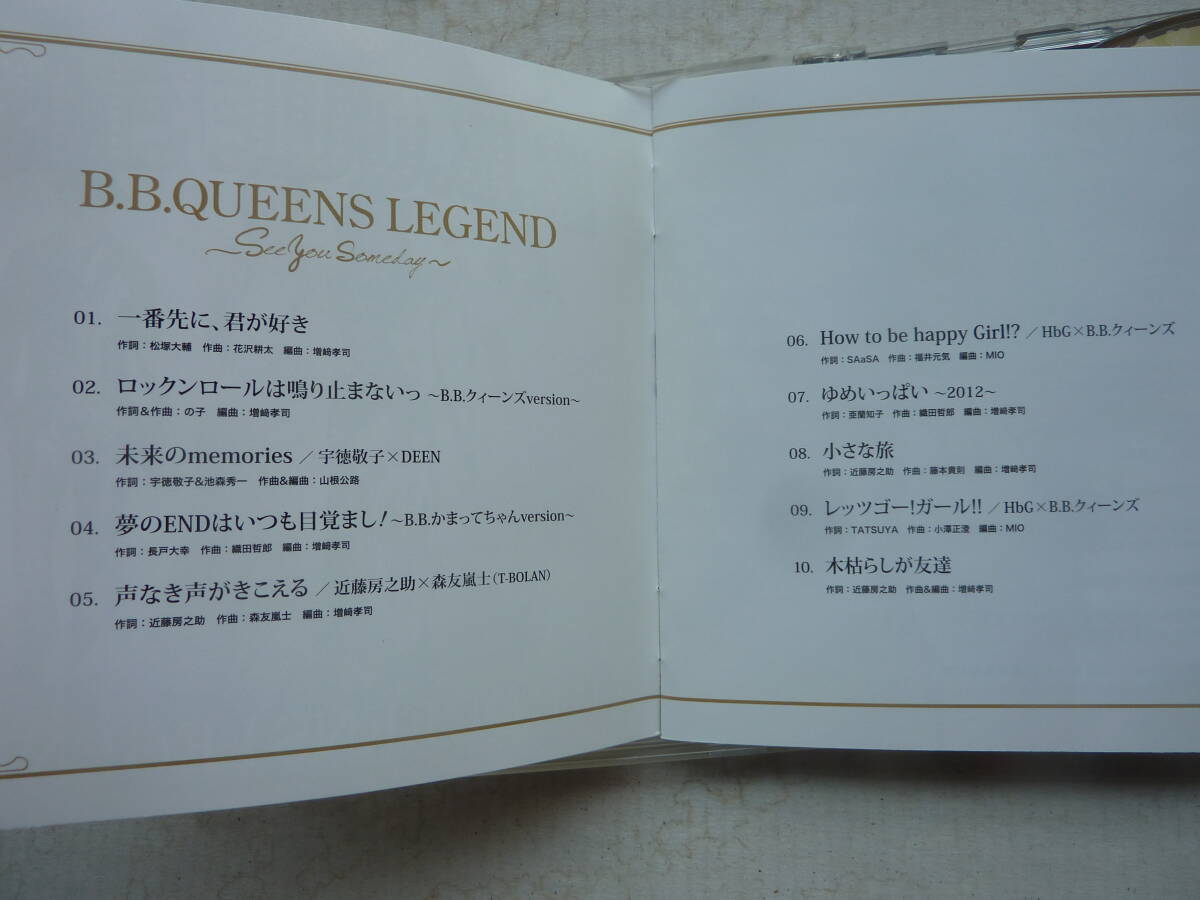 B.B.QUEENS LEGEND
～See You Someday～
01. 一番先に、君が好き
作詞：松塚大輔 作曲：花沢耕太 編曲：増﨑孝司
02. ロックンロールは鳴り止まないっ ～B.B.クィーンズversion～
作詞＆作曲：の子 編曲：増﨑孝司
03. 未来のmemories ／ 宇徳敬子×DEEN
作詞：宇徳敬子&池森秀一 作曲&編曲：山根公路
04. 夢のENDはいつも目覚まし！～B.B.かまってちゃんversion～
作詞：長戸大幸 作曲：織田哲郎 編曲：増﨑孝司
05. 声なき声がきこえる ／ 近藤房之助×森友嵐士（T-BOLAN）
作詞：近藤房之助 作曲：森友嵐士 編曲：増﨑孝司
06. How to be happy Girl!? ／ HbG×B.B.クィーンズ
作詞：SAaSA 作曲：福井元気 編曲：MIO
07. ゆめいっぱい ～2012～
作詞：亜蘭知子 作曲：織田哲郎 編曲：増﨑孝司
08. 小さな旅
作詞：近藤房之助 作曲：藤本貴則 編曲：増﨑孝司
09. レッツゴー!ガール!! ／ HbG×B.B.クィーンズ
作詞：TATSUYA 作曲：小澤正澄 編曲：MIO
10. 木枯らしが友達
作詞：近藤房之助 作曲&編曲：増﨑孝司